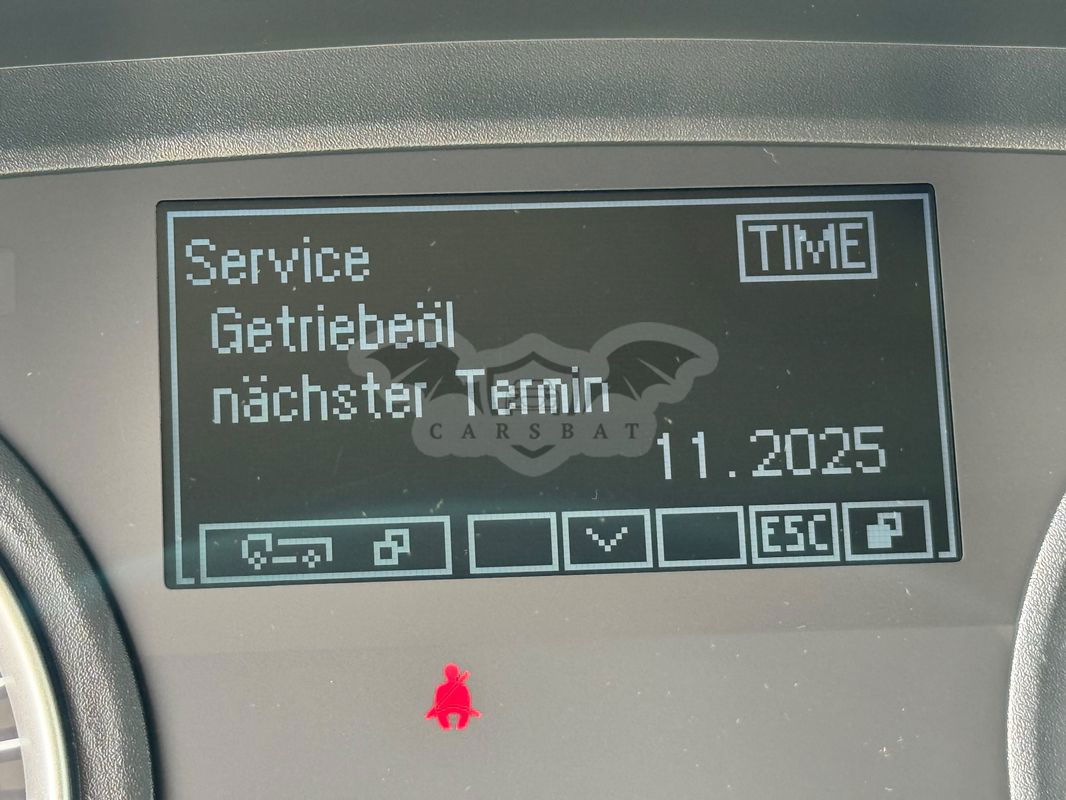 Service
TIME
Getriebeöl
nächster Termin
CARSBAT
11.2025
ESC